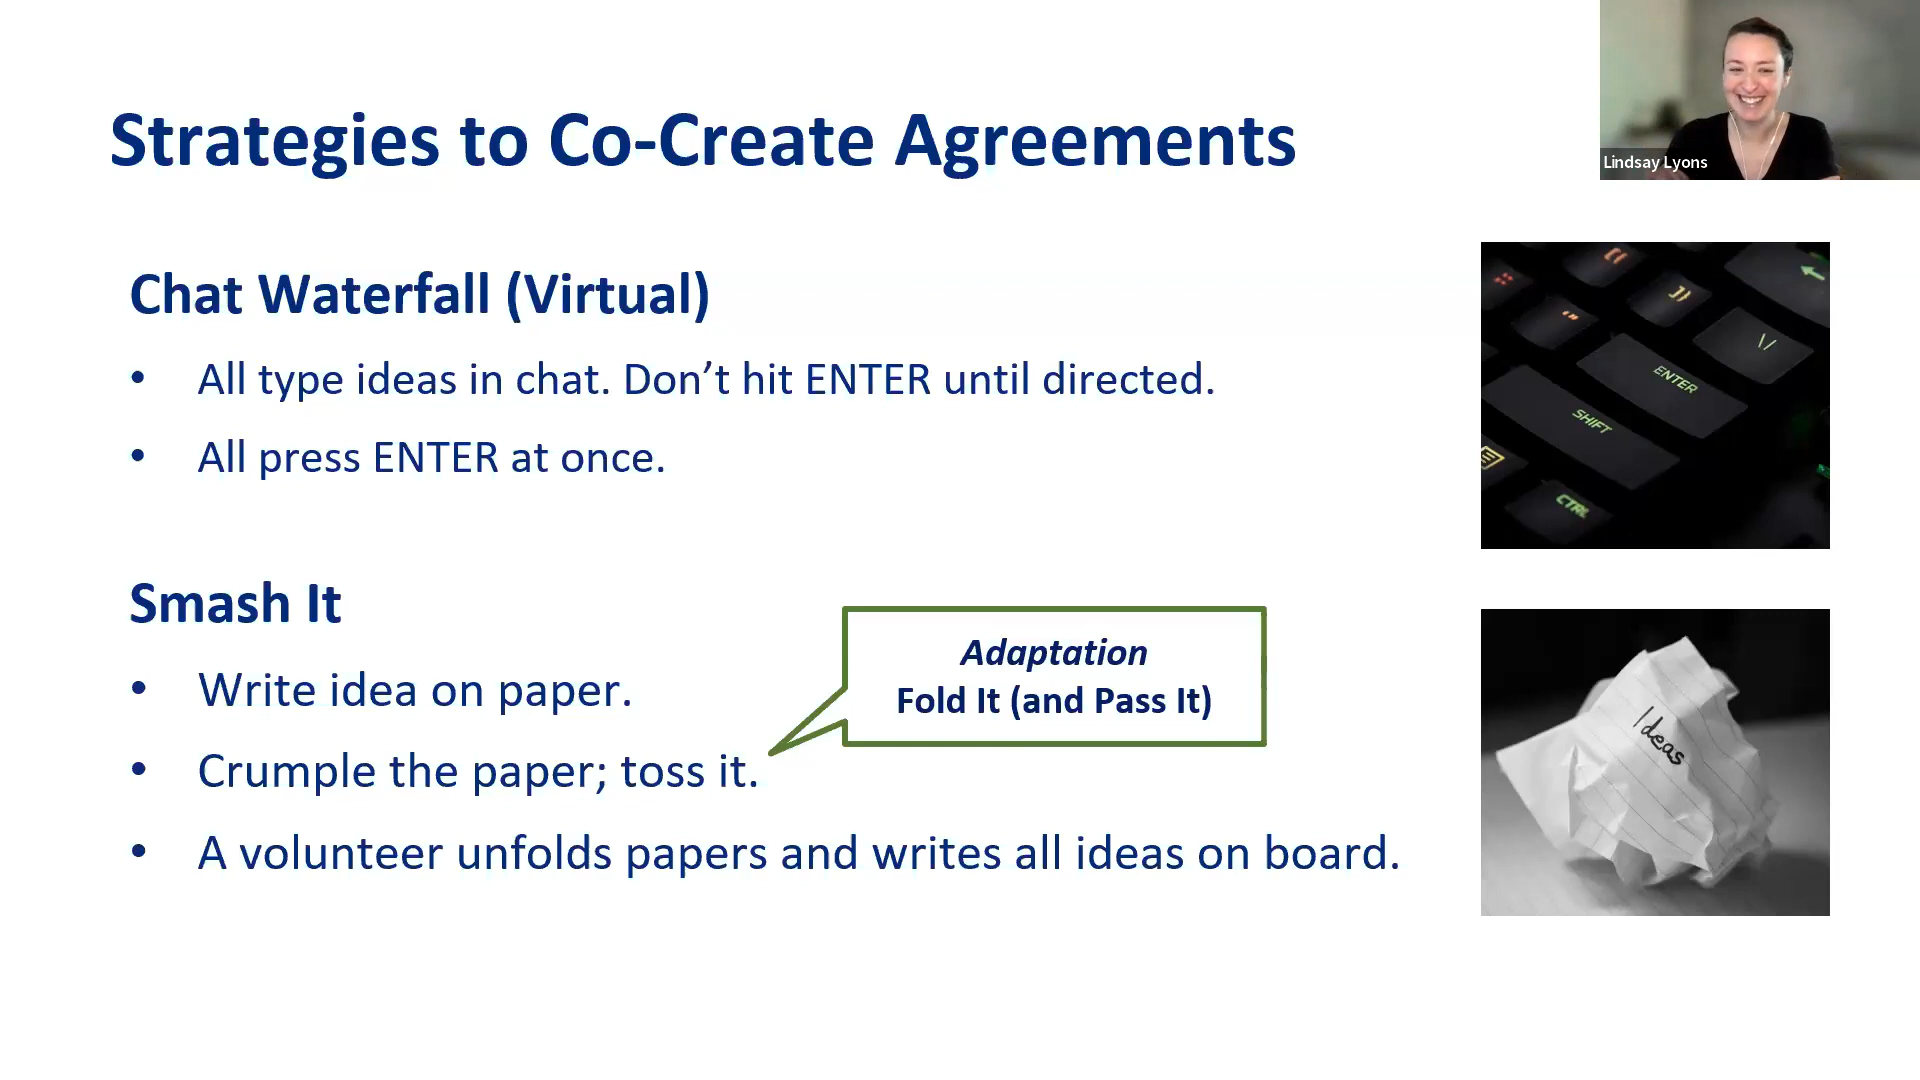 Strategies to Co-Create Agreements
Lindsay Lyons
Chat Waterfall (Virtual)
• All type ideas in chat. Don’t hit ENTER until directed.
• All press ENTER at once.
ENTER
SHIFT
CTRL
Smash It
Adaptation
Fold It (and Pass It)
• Write idea on paper.
• Crumple the paper; toss it.
• A volunteer unfolds papers and writes all ideas on board.
Ideas